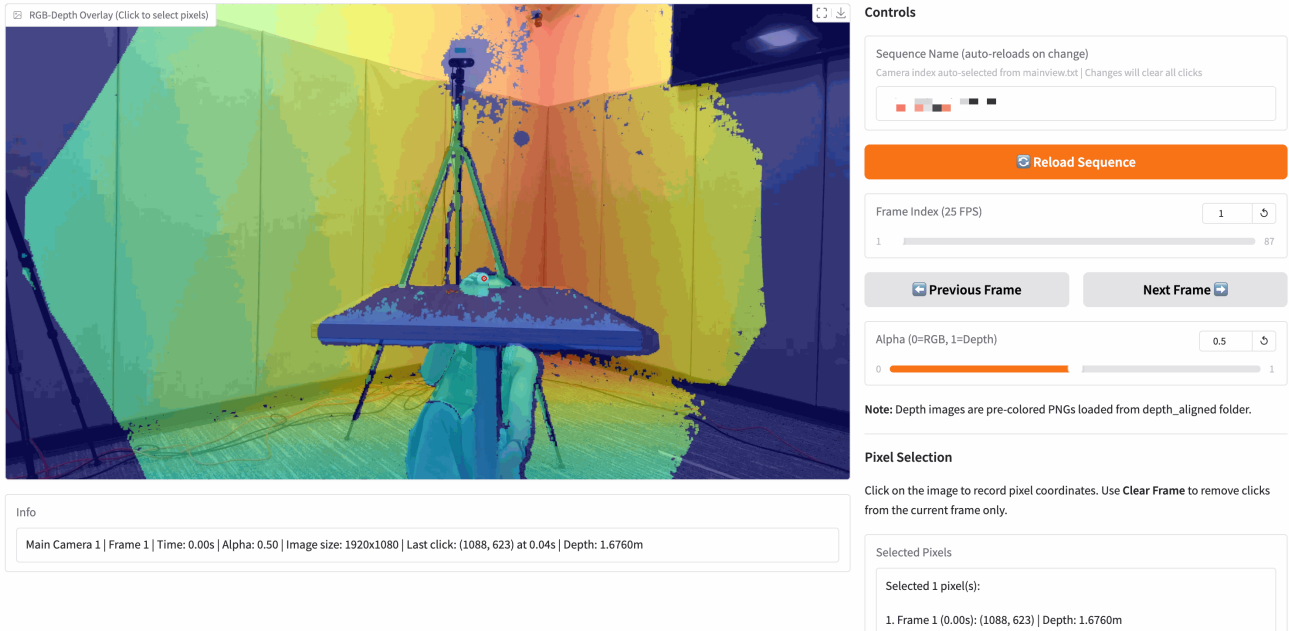 RGB-Depth Overlay (Click to select pixels)
Controls
Sequence Name (auto-reloads on change)
Camera index auto-selected from mainview.txt | Changes will clear all clicks
Reload Sequence
Frame Index (25 FPS)
1
1
87
Previous Frame
Next Frame
Alpha (0=RGB, 1=Depth)
0.5
0
1
Note: Depth images are pre-colored PNGs loaded from depth_aligned folder.
Pixel Selection
Click on the image to record pixel coordinates. Use Clear Frame to remove clicks
from the current frame only.
Selected Pixels
Selected 1 pixel(s):
1. Frame 1 (0.00s): (1088, 623) | Depth: 1.6760m
Info
Main Camera 1 | Frame 1 | Time: 0.00s | Alpha: 0.50 | Image size: 1920x1080 | Last click: (1088, 623) at 0.04s | Depth: 1.6760m